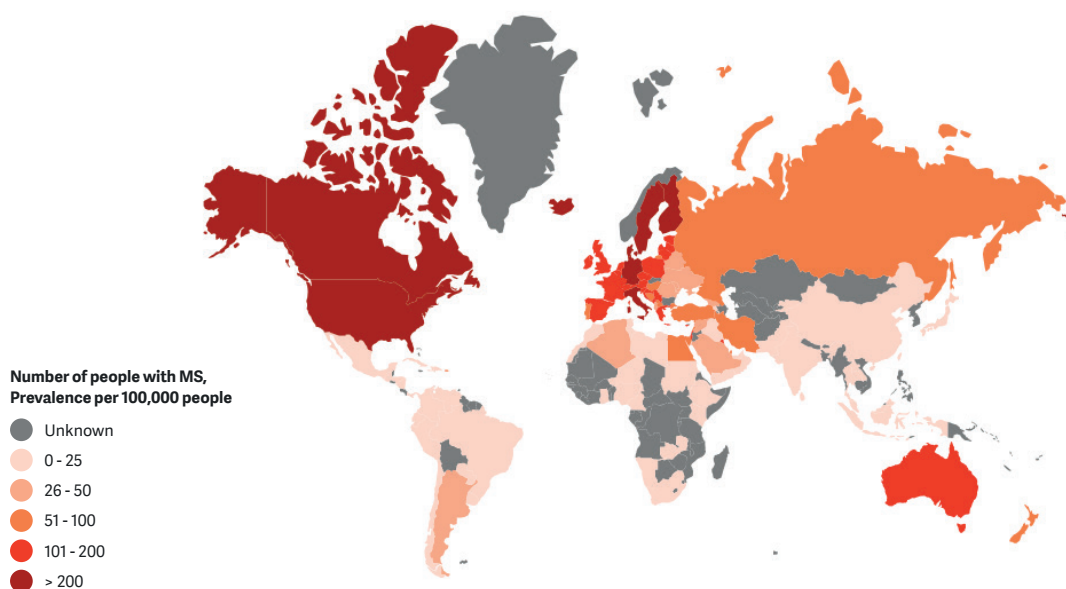 Number of people with MS,
Prevalence per 100,000 people
Unknown
0 - 25
26 - 50
51 - 100
101 - 200
> 200